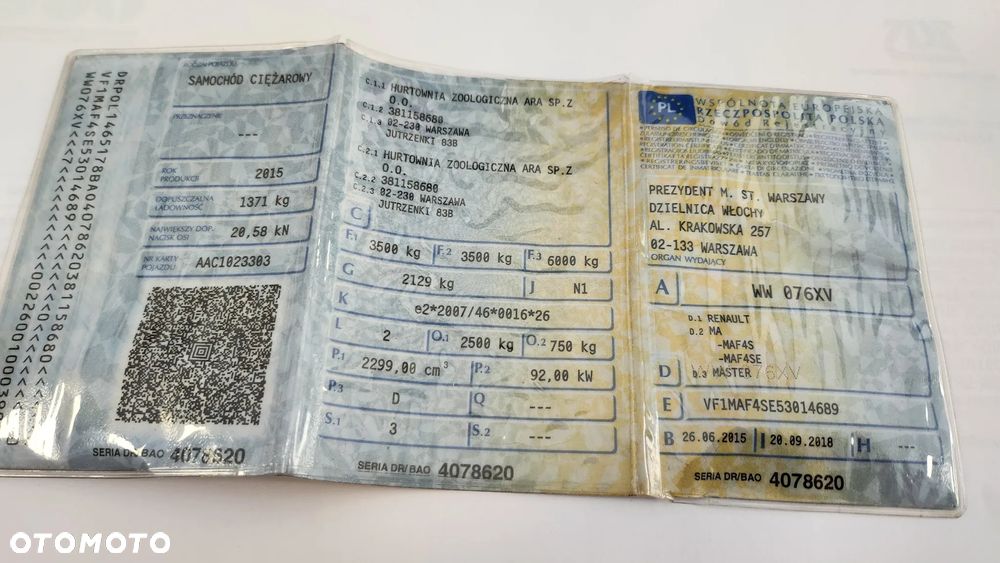 RODZAJ POJAZDU
SAMOCHÓD CIĘŻAROWY
PRZEZNACZENIE
---
ROK
PRODUKCJI
2015
DOPUSZCZALNA
ŁADOWNOŚĆ
1371 kg
NAJWIĘKSZY DOP.
NACISK OSI
20,58 kN
NR KARTY
POJAZDU
AAC1023303
SERIA DR/BAO 4078620
C.1.1 HURTOWNIA ZOOLOGICZNA ARA SP.Z
O.O.
C.1.2 381158680
C.1.3 02-230 WARSZAWA
JUTRZENKI 83B
C.2.1 HURTOWNIA ZOOLOGICZNA ARA SP.Z
O.O.
C.2.2 381158680
C.2.3 02-230 WARSZAWA
JUTRZENKI 83B
C
F.1 3500 kg F.2 3500 kg F.3 6000 kg
G 2129 kg J N1
K e2*2007/46*0016*26
L 2 O.1 2500 kg O.2 750 kg
P.1 2299,00 cm³ P.2 92,00 kW
P.3 D Q ---
S.1 3 S.2 ---
SERIA DR/BAO 4078620
PL
WSPÓLNOTA EUROPEJSKA
RZECZPOSPOLITA POLSKA
Dowód Rejestracyjny
PREZYDENT M. ST. WARSZAWY
DZIELNICA WŁOCHY
AL. KRAKOWSKA 257
02-133 WARSZAWA
ORGAN WYDAJĄCY
A WW 076XV
D.1 RENAULT
D.2 MA
-MAF4S
-MAF4SE
D D.3 MASTER
E VF1MAF4SE53014689
B 26.06.2015 I 20.09.2018 H ---
SERIA DR/BAO 4078620
OTOMOTO